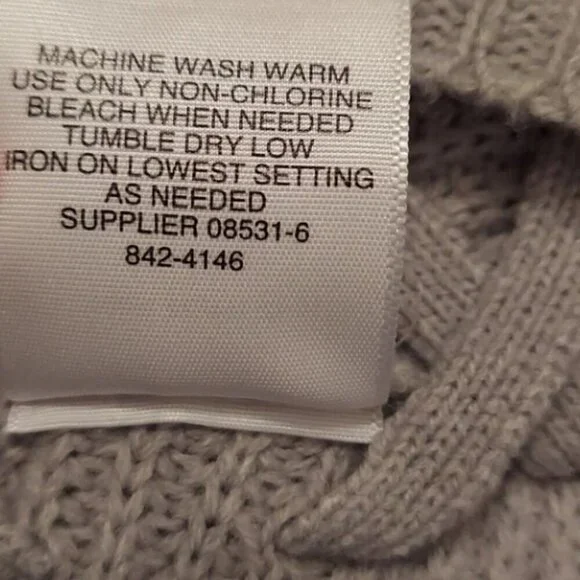 MACHINE WASH WARM
USE ONLY NON-CHLORINE
BLEACH WHEN NEEDED
TUMBLE DRY LOW
IRON ON LOWEST SETTING
AS NEEDED
SUPPLIER 08531-6
842-4146